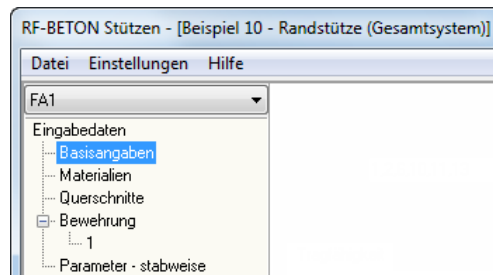 RF-BETON Stützen - [Beispiel 10 - Randstütze (Gesamtsystem)]
Datei Einstellungen Hilfe
FA1
Eingabedaten
Basisangaben
Materialien
Querschnitte
Bewehrung
1
Parameter - stabweise